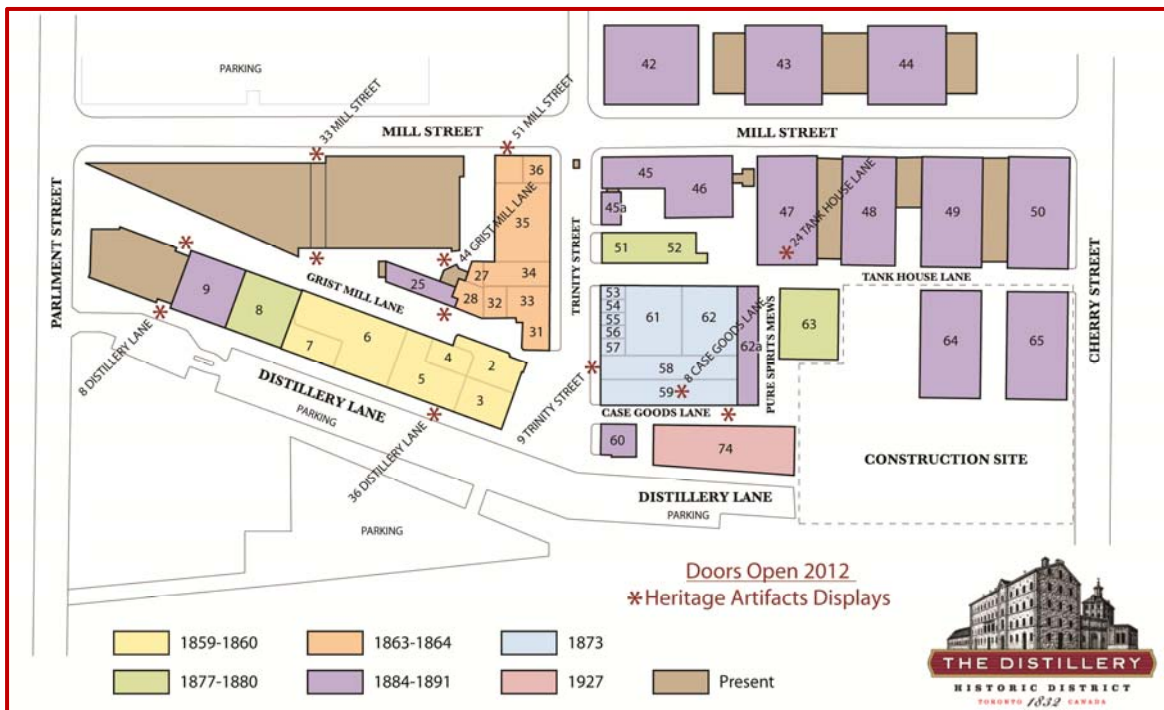 PARKING
42
43
44
33 MILL STREET
51 MILL STREET
MILL STREET
MILL STREET
36
35
34
27
28
32
33
31
25
44 GRIST MILL LANE
GRIST MILL LANE
PARLIMENT STREET
9
8
7
6
5
4
2
3
8 DISTILLERY LANE
DISTILLERY LANE
PARKING
36 DISTILLERY LANE
PARKING
TRINITY STREET
9 TRINITY STREET
45
46
45a
51
52
47
48
49
50
24 TANK HOUSE LANE
TANK HOUSE LANE
CHERRY STREET
53
54
55
56
57
61
62
62a
58
59
8 CASE GOODS LANE
PURE SPIRITS MEWS
63
64
65
CASE GOODS LANE
60
74
CONSTRUCTION SITE
DISTILLERY LANE
PARKING
Doors Open 2012
*Heritage Artifacts Displays
1859-1860
1863-1864
1873
1877-1880
1884-1891
1927
Present
THE DISTILLERY
HISTORIC DISTRICT
TORONTO 1832 CANADA